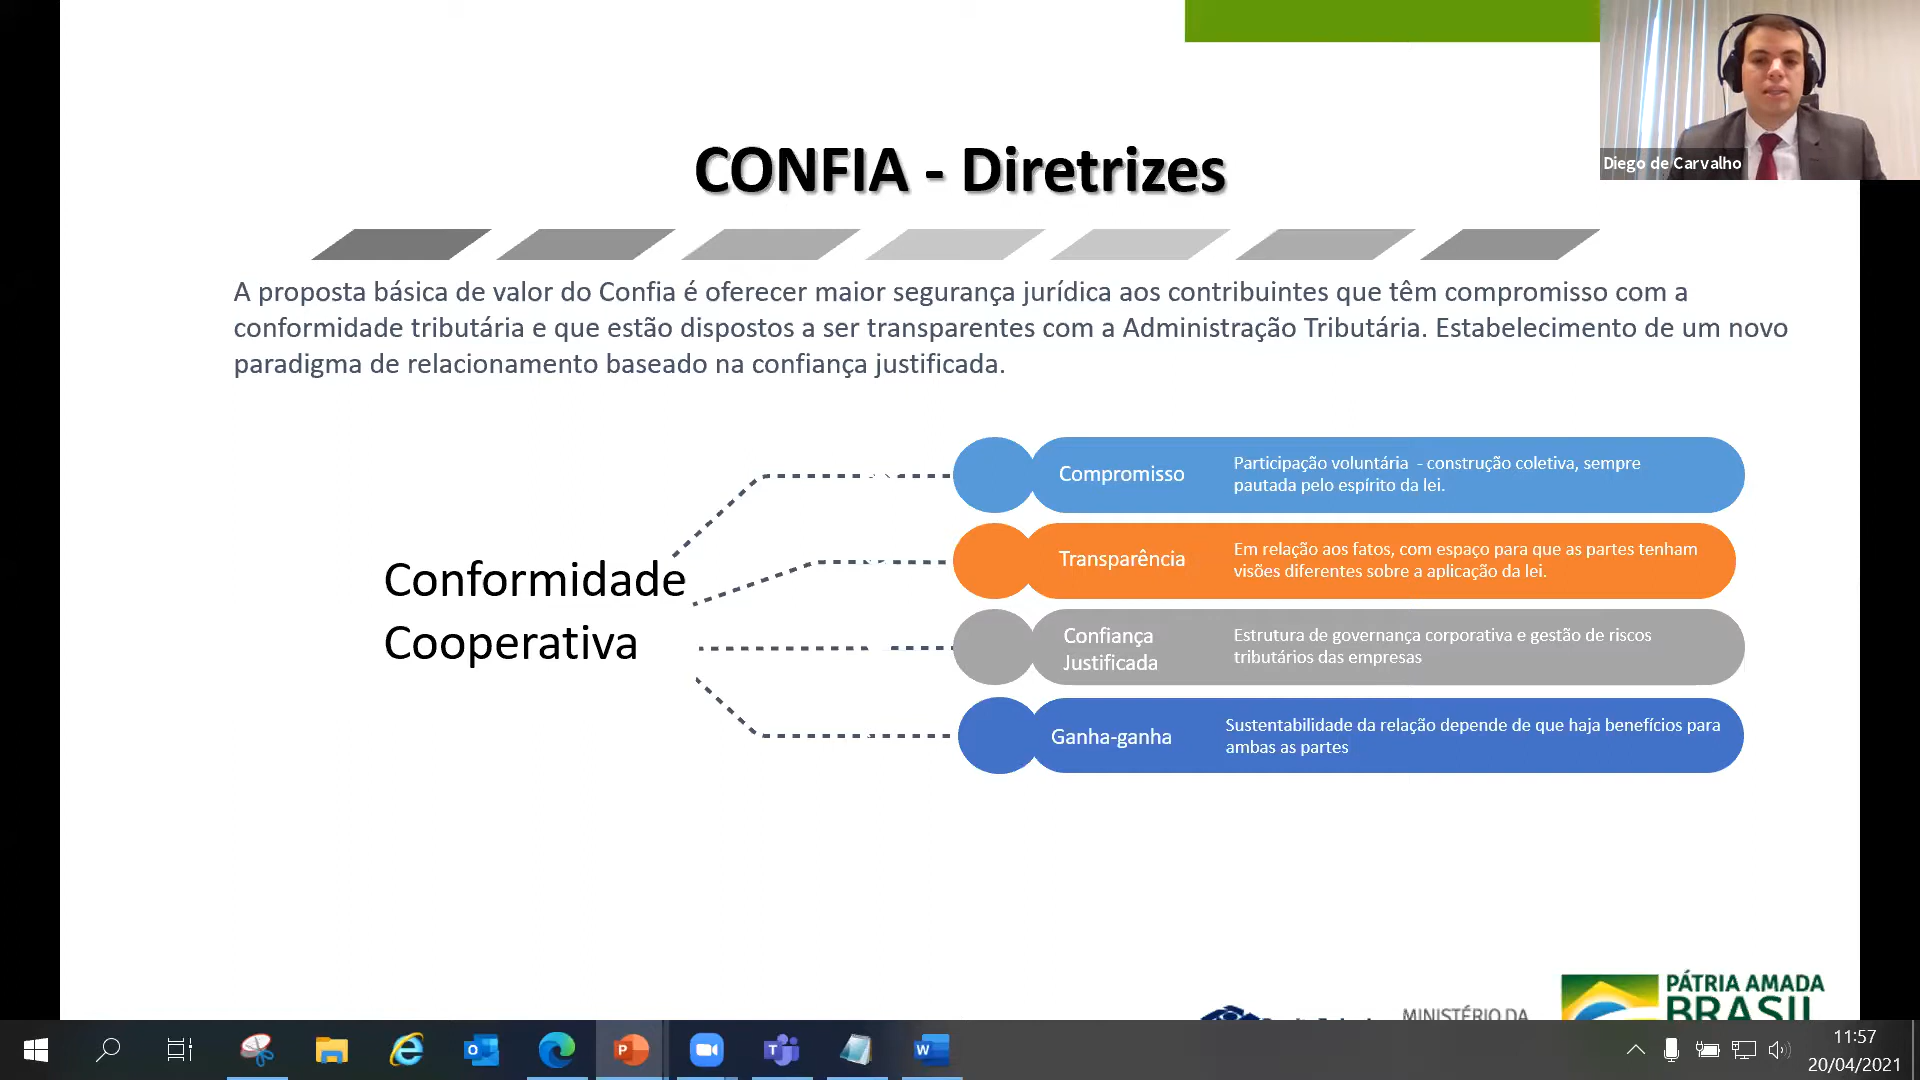 Diego de Carvalho
CONFIA - Diretrizes
A proposta básica de valor do Confia é oferecer maior segurança jurídica aos contribuintes que têm compromisso com a
conformidade tributária e que estão dispostos a ser transparentes com a Administração Tributária. Estabelecimento de um novo
paradigma de relacionamento baseado na confiança justificada.
Conformidade
Cooperativa
Compromisso
Participação voluntária - construção coletiva, sempre
pautada pelo espírito da lei.
Transparência
Em relação aos fatos, com espaço para que as partes tenham
visões diferentes sobre a aplicação da lei.
Confiança
Justificada
Estrutura de governança corporativa e gestão de riscos
tributários das empresas
Ganha-ganha
Sustentabilidade da relação depende de que haja benefícios para
ambas as partes
MINISTÉRIO DA
PÁTRIA AMADA
BRASIL
11:57
20/04/2021